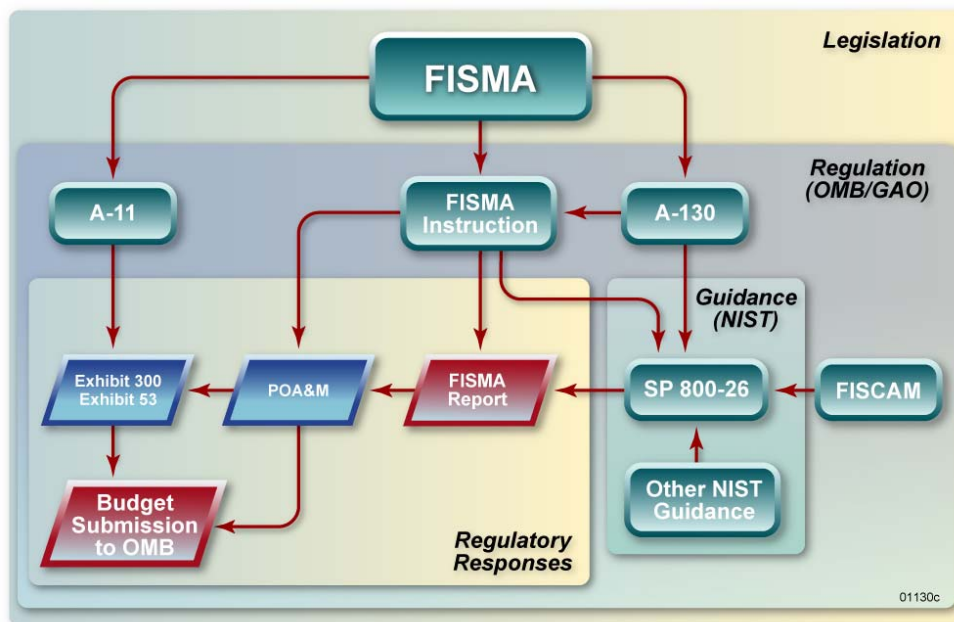 Legislation
FISMA
Regulation
(OMB/GAO)
A-11
FISMA
Instruction
A-130
Guidance
(NIST)
Exhibit 300
Exhibit 53
POA&M
FISMA
Report
SP 800-26
FISCAM
Budget
Submission
to OMB
Other NIST
Guidance
Regulatory
Responses
01130c